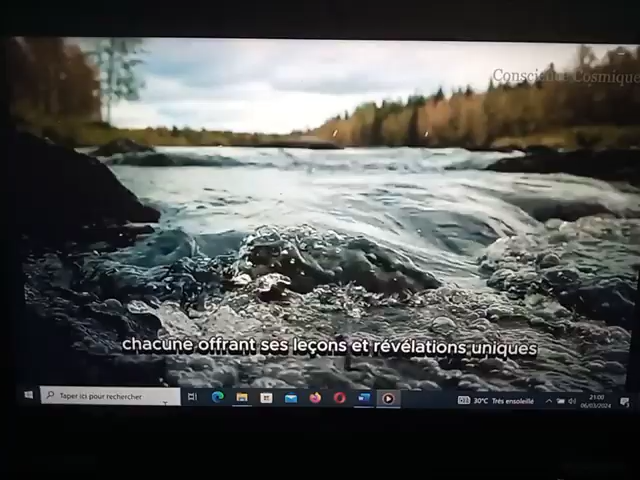 Conscience Cosmique
chacune offrant ses leçons et révélations uniques
Taper ici pour rechercher
30°C Très ensoleillé
21:00
06/03/2024